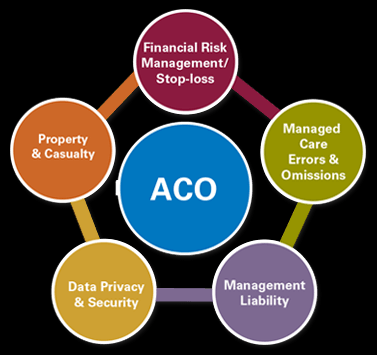 Financial Risk
Management/
Stop-loss
Managed
Care
Errors &
Omissions
Management
Liability
Data Privacy
& Security
Property
& Casualty
ACO